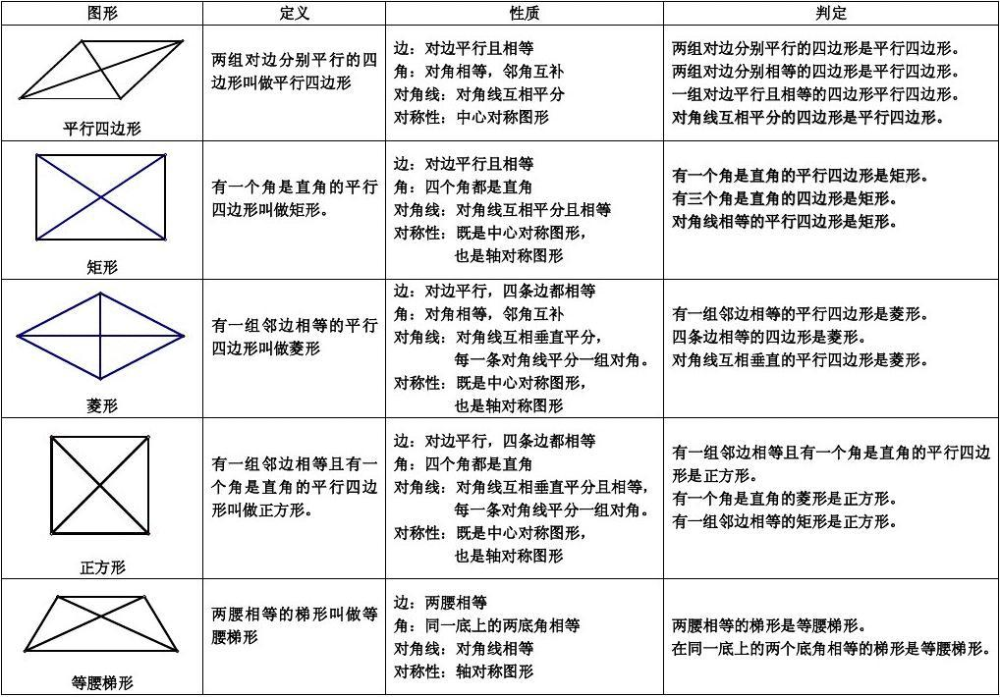 图形
定义
性质
判定
平行四边形
两组对边分别平行的四
边形叫做平行四边形
边：对边平行且相等
角：对角相等，邻角互补
对角线：对角线互相平分
对称性：中心对称图形
两组对边分别平行的四边形是平行四边形。
两组对边分别相等的四边形是平行四边形。
一组对边平行且相等的四边形平行四边形。
对角线互相平分的四边形是平行四边形。
矩形
有一个角是直角的平行
四边形叫做矩形。
边：对边平行且相等
角：四个角都是直角
对角线：对角线互相平分且相等
对称性：既是中心对称图形，
也是轴对称图形
有一个角是直角的平行四边形是矩形。
有三个角是直角的四边形是矩形。
对角线相等的平行四边形是矩形。
菱形
有一组邻边相等的平行
四边形叫做菱形
边：对边平行，四条边都相等
角：对角相等，邻角互补
对角线：对角线互相垂直平分，
每一条对角线平分一组对角。
对称性：既是中心对称图形，
也是轴对称图形
有一组邻边相等的平行四边形是菱形。
四条边相等的四边形是菱形。
对角线互相垂直的平行四边形是菱形。
正方形
有一组邻边相等且有一
个角是直角的平行四边
形叫做正方形。
边：对边平行，四条边都相等
角：四个角都是直角
对角线：对角线互相垂直平分且相等，
每一条对角线平分一组对角。
对称性：既是中心对称图形，
也是轴对称图形
有一组邻边相等且有一个角是直角的平行四边
形是正方形。
有一个角是直角的菱形是正方形。
有一组邻边相等的矩形是正方形。
等腰梯形
两腰相等的梯形叫做等
腰梯形
边：两腰相等
角：同一底上的两底角相等
对角线：对角线相等
对称性：轴对称图形
两腰相等的梯形是等腰梯形。
在同一底上的两个底角相等的梯形是等腰梯形。